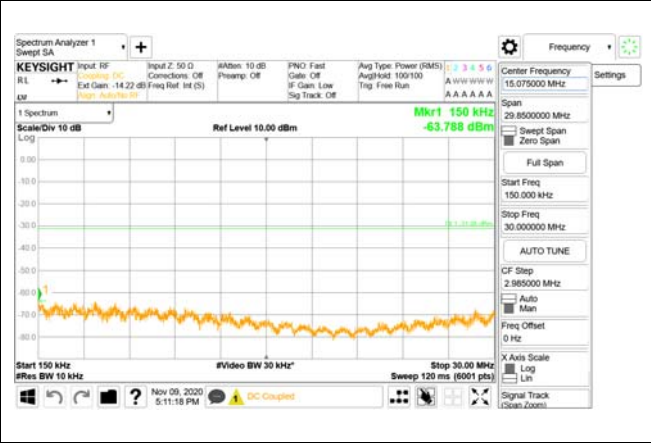 Spectrum Analyzer 1
Swept SA
Frequency
KEYSIGHT Input: RF Input Z: 50 Ω #Atten: 10 dB PNO: Fast Avg Type: Power (RMS) 1 2 3 4 5 6
R L Coupling: DC Corrections: Off Preamp: Off Gate: Off Avg|Hold: 100/100 A W W W W W
Ext Gain: -14.22 dB Freq Ref: Int (S) IF Gain: Low Trig: Free Run A A A A A A
LXI Align: Auto/No RF Sig Track: Off
1 Spectrum
Mkr1 150 kHz
Scale/Div 10 dB Ref Level 10.00 dBm -63.788 dBm
Log
0.00
-10.0
-20.0
-30.0
-40.0
-50.0
-60.0
1
-70.0
-80.0
Start 150 kHz #Video BW 30 kHz* Stop 30.00 MHz
#Res BW 10 kHz Sweep 120 ms (6001 pts)
Nov 09, 2020
5:11:18 PM
?
1
DC Coupled
Settings
Center Frequency
15.075000 MHz
Span
29.8500000 MHz
Swept Span
Zero Span
Full Span
Start Freq
150.000 kHz
Stop Freq
30.000000 MHz
AUTO TUNE
CF Step
2.985000 MHz
Auto
Man
Freq Offset
0 Hz
X Axis Scale
Log
Lin
Signal Track
(Span Zoom)